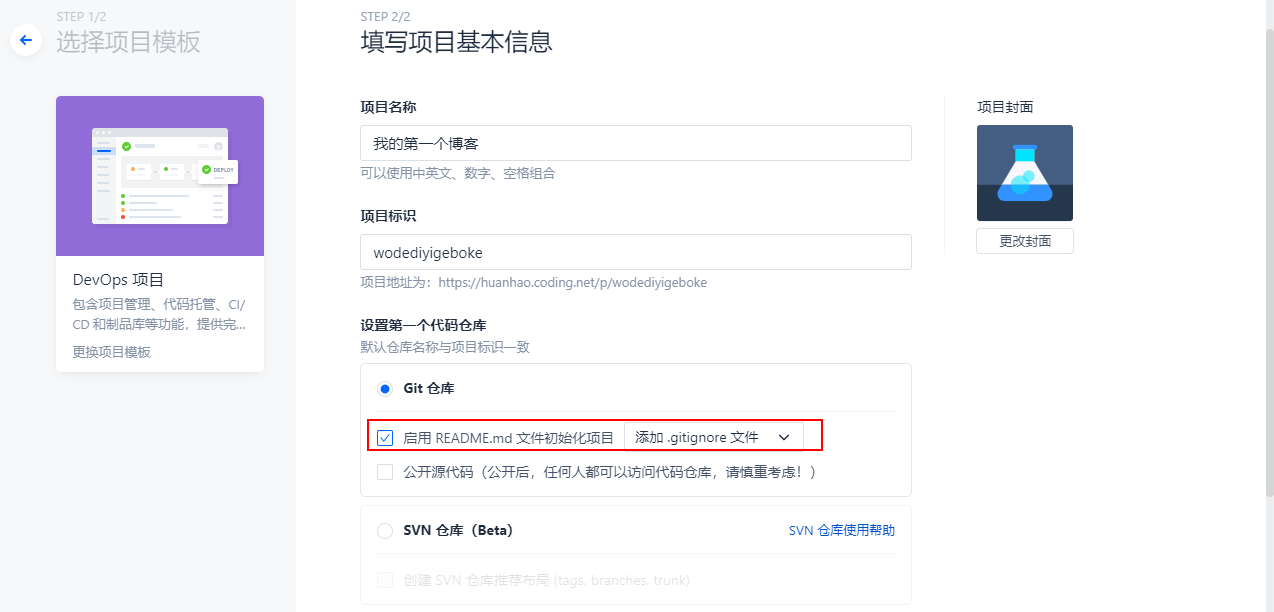 STEP 1/2
选择项目模板
DEPLOY
DevOps 项目
包含项目管理、代码托管、CI/
CD 和制品库等功能，提供完...
更换项目模板
STEP 2/2
填写项目基本信息
项目名称
我的第一个博客
可以使用中英文、数字、空格组合
项目标识
wodediyigeboke
项目地址为：https://huanhao.coding.net/p/wodediyigeboke
设置第一个代码仓库
默认仓库名称与项目标识一致
Git 仓库
启用 README.md 文件初始化项目 添加 .gitignore 文件
公开源代码（公开后，任何人都可以访问代码仓库，请慎重考虑！）
SVN 仓库（Beta） SVN 仓库使用帮助
创建 SVN 仓库推荐布局 (tags, branches, trunk)
项目封面
更改封面